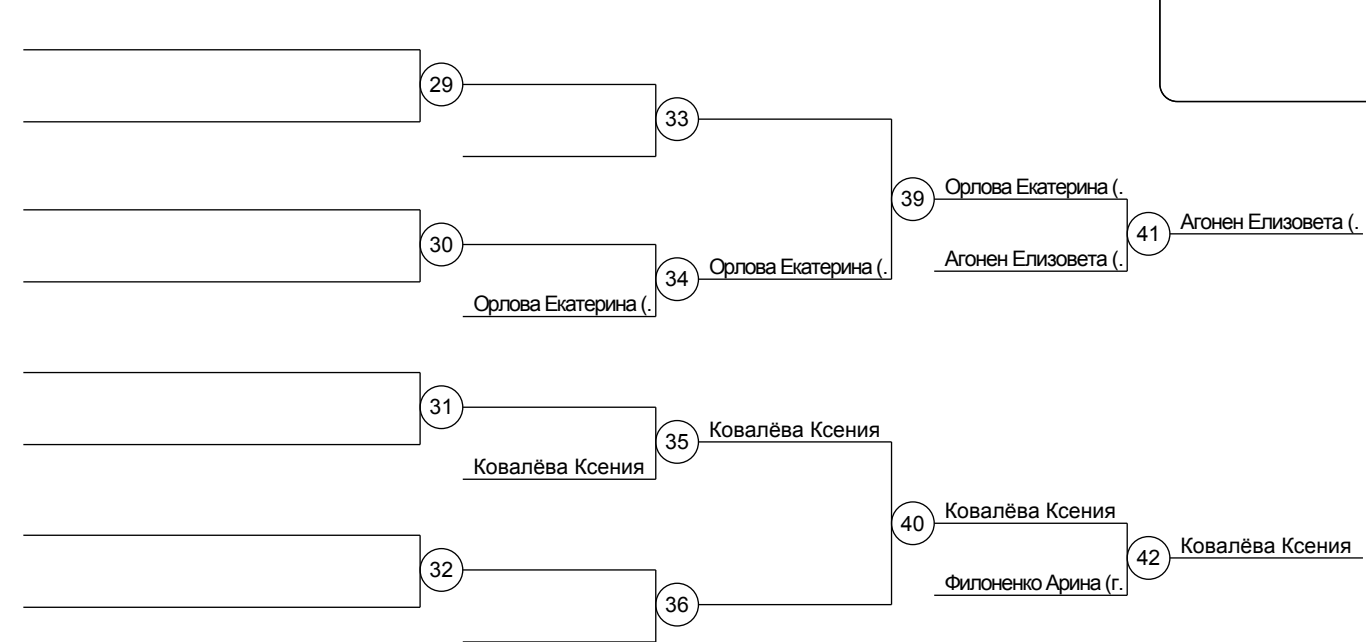 29
33
39
Орлова Екатерина (.
41
Агонен Елизовета (.
30
34
Орлова Екатерина (.
Агонен Елизовета (.
Орлова Екатерина (.
31
35
Ковалёва Ксения
Ковалёва Ксения
40
Ковалёва Ксения
42
Ковалёва Ксения
32
36
Филоненко Арина (г.